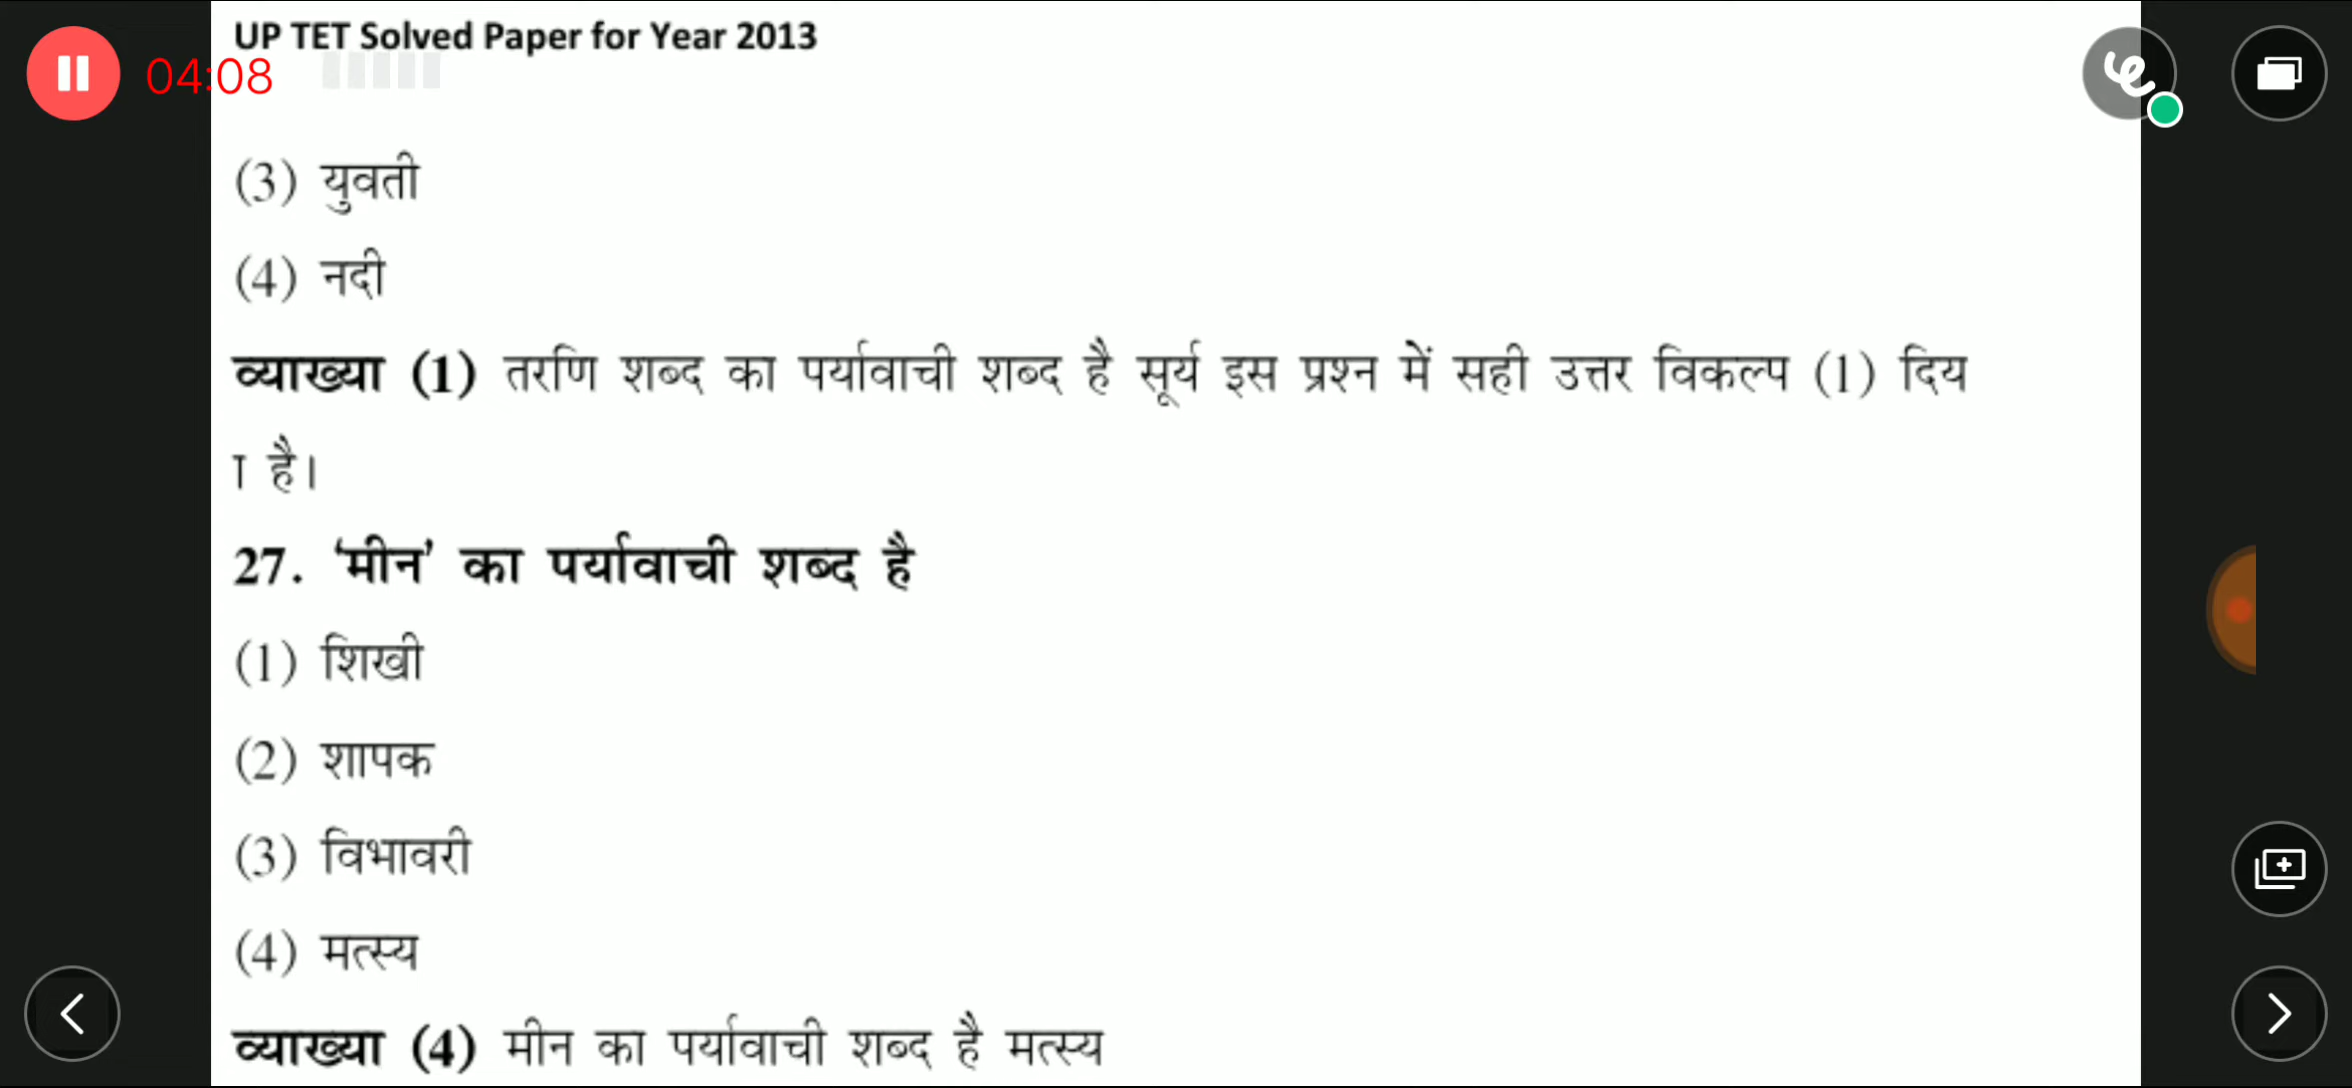 UP TET Solved Paper for Year 2013
04:08
(3) युवती
(4) नदी
व्याख्या (1) तरणि शब्द का पर्यावाची शब्द है सूर्य इस प्रश्न में सही उत्तर विकल्प (1) दिय
ा है।
27. ‘मीन’ का पर्यावाची शब्द है
(1) शिखी
(2) शापक
(3) विभावरी
(4) मत्स्य
व्याख्या (4) मीन का पर्यावाची शब्द है मत्स्य